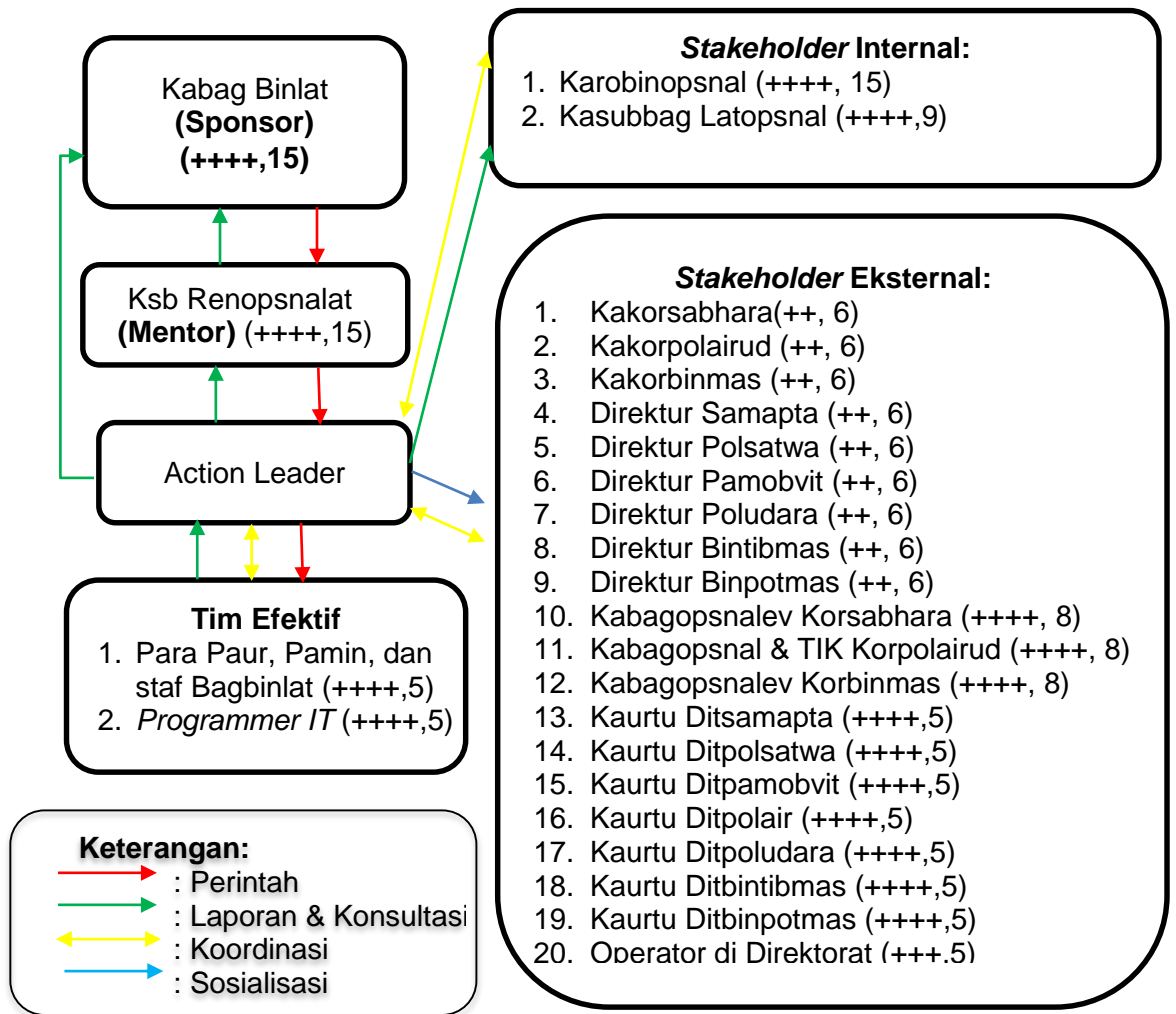 Kabag Binlat
(Sponsor)
(++++,15)
Ksb Renopsnalat
(Mentor) (++++,15)
Action Leader
Tim Efektif
1. Para Paur, Pamin, dan
staf Bagbinlat (++++,5)
2. Programmer IT (++++,5)
Keterangan:
: Perintah
: Laporan & Konsultasi
: Koordinasi
: Sosialisasi
Stakeholder Internal:
1. Karobinopsnal (++++, 15)
2. Kasubbag Latopsnal (++++,9)
Stakeholder Eksternal:
1. Kakorsabhara(++, 6)
2. Kakorpolairud (++, 6)
3. Kakorbinmas (++, 6)
4. Direktur Samapta (++, 6)
5. Direktur Polsatwa (++, 6)
6. Direktur Pamobvit (++, 6)
7. Direktur Poludara (++, 6)
8. Direktur Bintibmas (++, 6)
9. Direktur Binpotmas (++, 6)
10. Kabagopsnalev Korsabhara (++++, 8)
11. Kabagopsnal & TIK Korpolairud (++++, 8)
12. Kabagopsnalev Korbinmas (++++, 8)
13. Kaurtu Ditsamapta (++++,5)
14. Kaurtu Ditpolsatwa (++++,5)
15. Kaurtu Ditpamobvit (++++,5)
16. Kaurtu Ditpolair (++++,5)
17. Kaurtu Ditpoludara (++++,5)
18. Kaurtu Ditbintibmas (++++,5)
19. Kaurtu Ditbinpotmas (++++,5)
20. Operator di Direktorat (+++,5)